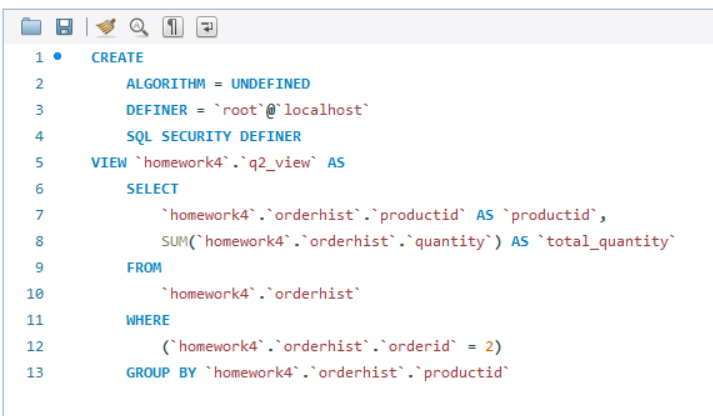 1 CREATE
2 ALGORITHM = UNDEFINED
3 DEFINER = `root`@`localhost`
4 SQL SECURITY DEFINER
5 VIEW `homework4`.`q2_view` AS
6 SELECT
7 `homework4`.`orderhist`.`productid` AS `productid`,
8 SUM(`homework4`.`orderhist`.`quantity`) AS `total_quantity`
9 FROM
10 `homework4`.`orderhist`
11 WHERE
12 (`homework4`.`orderhist`.`orderid` = 2)
13 GROUP BY `homework4`.`orderhist`.`productid`